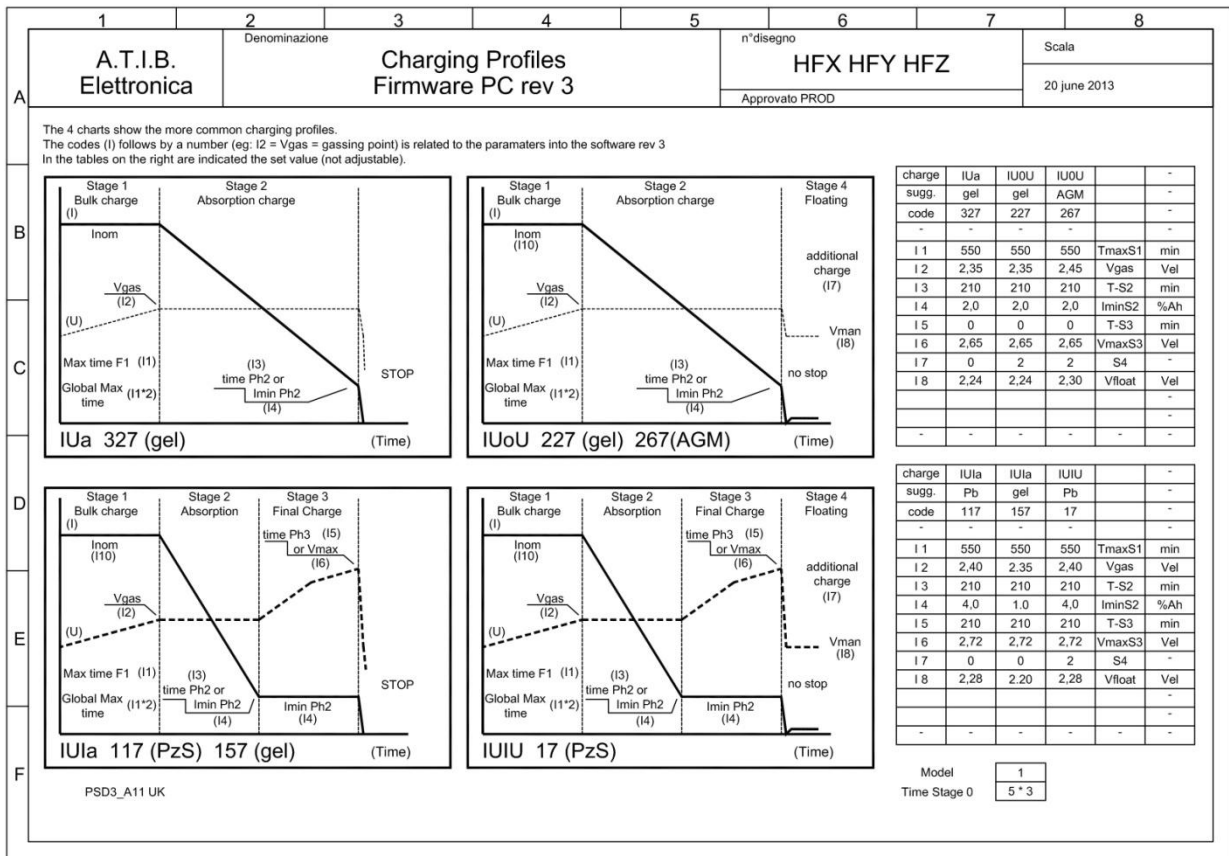 1 2 3 4 5 6 7 8
A
B
C
D
E
F
A.T.I.B.
Elettronica
Denominazione
Charging Profiles
Firmware PC rev 3
n°disegno
HFX HFY HFZ
Approvato PROD
Scala
20 june 2013
The 4 charts show the more common charging profiles.
The codes (I) follows by a number (eg: I2 = Vgas = gassing point) is related to the paramaters into the software rev 3
In the tables on the right are indicated the set value (not adjustable).
Stage 1 Stage 2
Bulk charge Absorption charge
(I)
Inom
Vgas
(I2)
(U)
Max time F1 (I1)
(I3)
time Ph2 or
Imin Ph2
(I4)
STOP
Global Max (I1*2)
time
IUa 327 (gel) (Time)
Stage 1 Stage 2 Stage 4
Bulk charge Absorption charge Floating
(I)
Inom
(I10)
additional
charge
(I7)
Vgas
(I2)
(U)
Vman
(I8)
Max time F1 (I1)
(I3)
time Ph2 or
Imin Ph2
(I4)
no stop
Global Max (I1*2)
time
IUoU 227 (gel) 267(AGM) (Time)
charge IUa IU0U IU0U -
sugg. gel gel AGM -
code 327 227 267 -
- - - - -
I 1 550 550 550 TmaxS1 min
I 2 2,35 2,35 2,45 Vgas Vel
I 3 210 210 210 T-S2 min
I 4 2,0 2,0 2,0 IminS2 %Ah
I 5 0 0 0 T-S3 min
I 6 2,65 2,65 2,65 VmaxS3 Vel
I 7 0 2 2 S4 -
I 8 2,24 2,24 2,30 Vfloat Vel
-
-
- - - - - -
Stage 1 Stage 2 Stage 3
Bulk charge Absorption Final Charge
(I)
Inom
(I10)
time Ph3 (I5)
or Vmax
(I6)
Vgas
(I2)
(U)
Max time F1 (I1)
(I3)
time Ph2 or
Imin Ph2
(I4)
Imin Ph2
(I4)
STOP
Global Max (I1*2)
time
IUIa 117 (PzS) 157 (gel) (Time)
Stage 1 Stage 2 Stage 3 Stage 4
Bulk charge Absorption Final Charge Floating
(I)
Inom
(I10)
time Ph3 (I5)
or Vmax
(I6)
additional
charge
(I7)
Vgas
(I2)
(U)
Vman
(I8)
Max time F1 (I1)
(I3)
time Ph2 or
Imin Ph2
(I4)
Imin Ph2
(I4)
no stop
Global Max (I1*2)
time
IUIU 17 (PzS) (Time)
charge IUIa IUIa IUIU -
sugg. Pb gel Pb -
code 117 157 17 -
- - - - -
I 1 550 550 550 TmaxS1 min
I 2 2,40 2.35 2,40 Vgas Vel
I 3 210 210 210 T-S2 min
I 4 4,0 1.0 4,0 IminS2 %Ah
I 5 210 210 210 T-S3 min
I 6 2,72 2,72 2,72 VmaxS3 Vel
I 7 0 0 2 S4 -
I 8 2,28 2.20 2,28 Vfloat Vel
-
-
- - - - - -
Model 1
Time Stage 0 5 * 3
PSD3_A11 UK